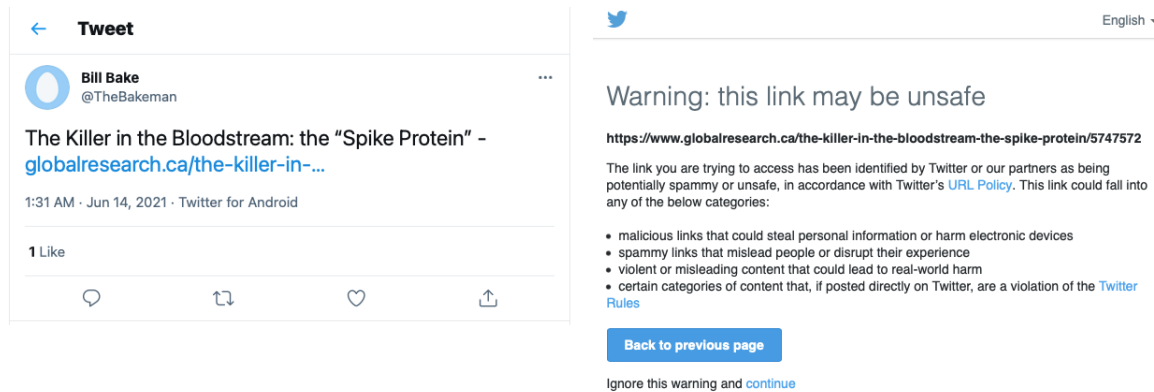 Tweet
Bill Bake
@TheBakeman
The Killer in the Bloodstream: the “Spike Protein” -
globalresearch.ca/the-killer-in-...
1:31 AM · Jun 14, 2021 · Twitter for Android
1 Like
English
Warning: this link may be unsafe
https://www.globalresearch.ca/the-killer-in-the-bloodstream-the-spike-protein/5747572
The link you are trying to access has been identified by Twitter or our partners as being
potentially spammy or unsafe, in accordance with Twitter’s URL Policy. This link could fall into
any of the below categories:
• malicious links that could steal personal information or harm electronic devices
• spammy links that mislead people or disrupt their experience
• violent or misleading content that could lead to real-world harm
• certain categories of content that, if posted directly on Twitter, are a violation of the Twitter
Rules
Back to previous page
Ignore this warning and continue